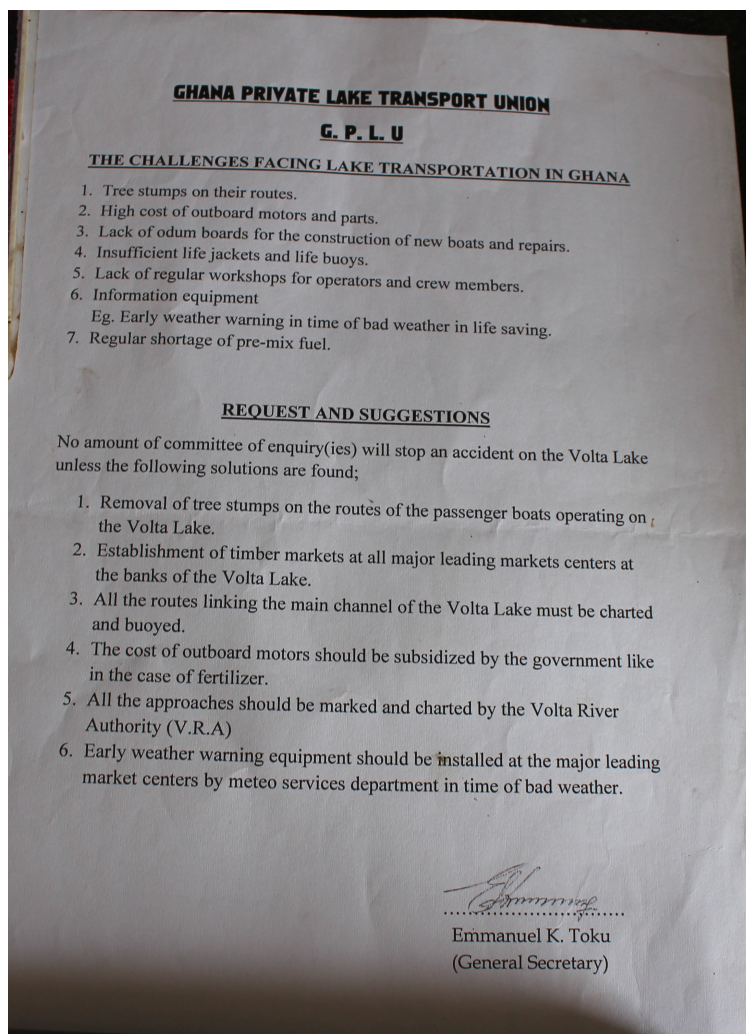 GHANA PRIVATE LAKE TRANSPORT UNION
G. P. L. U
THE CHALLENGES FACING LAKE TRANSPORTATION IN GHANA
1. Tree stumps on their routes.
2. High cost of outboard motors and parts.
3. Lack of odum boards for the construction of new boats and repairs.
4. Insufficient life jackets and life buoys.
5. Lack of regular workshops for operators and crew members.
6. Information equipment
Eg. Early weather warning in time of bad weather in life saving.
7. Regular shortage of pre-mix fuel.
REQUEST AND SUGGESTIONS
No amount of committee of enquiry(ies) will stop an accident on the Volta Lake
unless the following solutions are found;
1. Removal of tree stumps on the routes of the passenger boats operating on
the Volta Lake.
2. Establishment of timber markets at all major leading markets centers at
the banks of the Volta Lake.
3. All the routes linking the main channel of the Volta Lake must be charted
and buoyed.
4. The cost of outboard motors should be subsidized by the government like
in the case of fertilizer.
5. All the approaches should be marked and charted by the Volta River
Authority (V.R.A)
6. Early weather warning equipment should be installed at the major leading
market centers by meteo services department in time of bad weather.
Emmanuel K. Toku
(General Secretary)